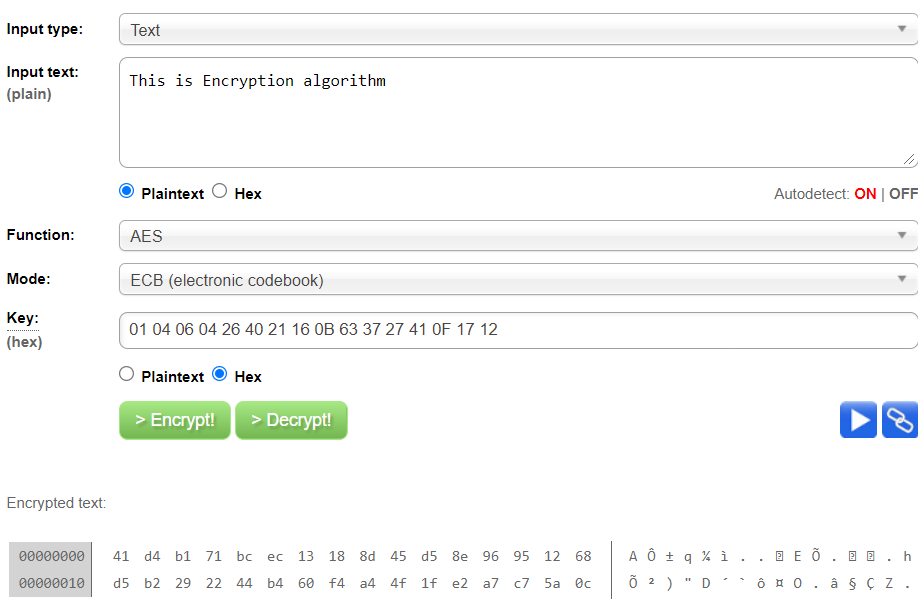 Input type: Text
Input text: This is Encryption algorithm
(plain)
Plaintext Hex Autodetect: ON | OFF
Function: AES
Mode: ECB (electronic codebook)
Key: 01 04 06 04 26 40 21 16 0B 63 37 27 41 0F 17 12
(hex)
Plaintext Hex
> Encrypt! > Decrypt!
Encrypted text:
00000000 41 d4 b1 71 bc ec 13 18 8d 45 d5 8e 96 95 12 68 A Ô ± q ¼ ì . . E Õ . . h
00000010 d5 b2 29 22 44 b4 60 f4 a4 4f 1f e2 a7 c7 5a 0c Õ ² ) " D ´ ` ô ¤ O . â § Ç Z .